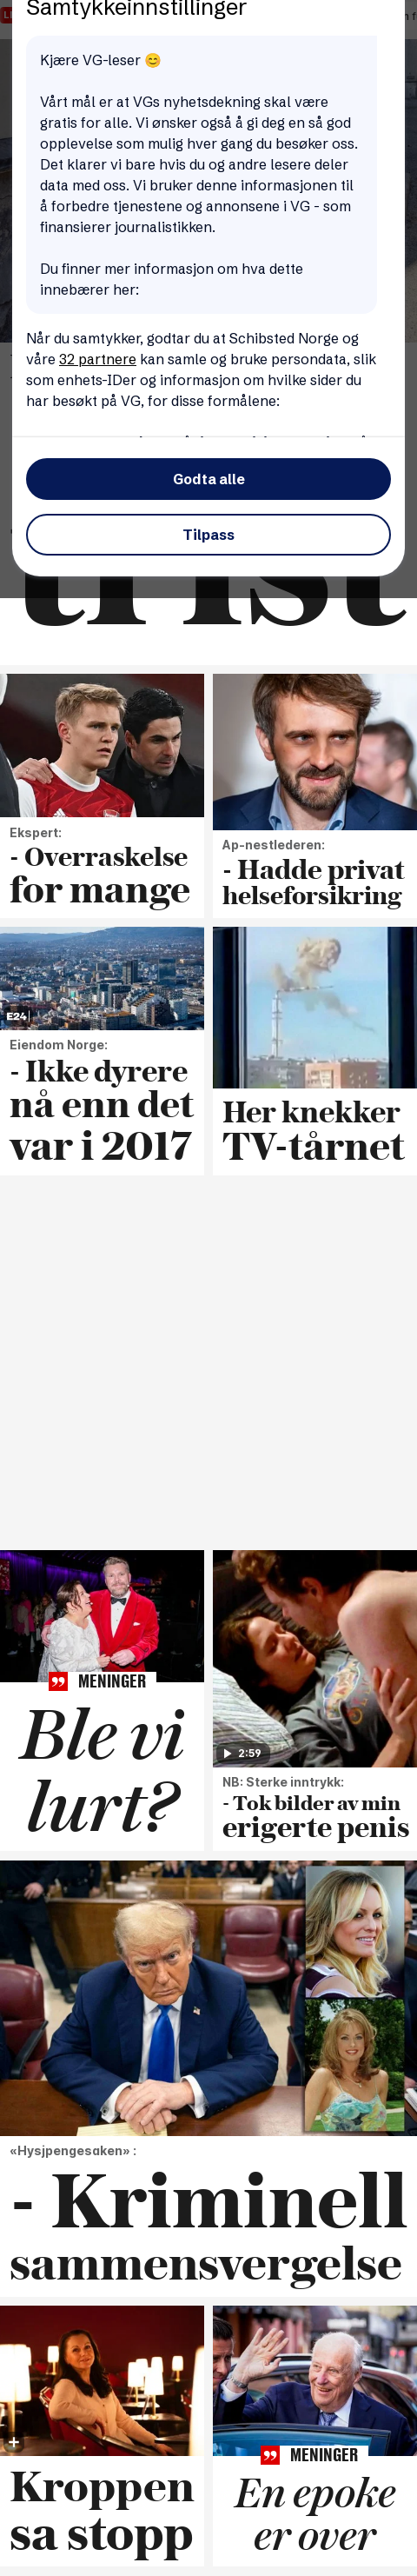 Samtykkeinnstillinger
Kjære VG-leser 😊
Vårt mål er at VGs nyhetsdekning skal være
gratis for alle. Vi ønsker også å gi deg en så god
opplevelse som mulig hver gang du besøker oss.
Det klarer vi bare hvis du og andre lesere deler
data med oss. Vi bruker denne informasjonen til
å forbedre tjenestene og annonsene i VG - som
finansierer journalistikken.
Du finner mer informasjon om hva dette
innebærer her:
Når du samtykker, godtar du at Schibsted Norge og
våre 32 partnere kan samle og bruke persondata, slik
som enhets-IDer og informasjon om hvilke sider du
har besøkt på VG, for disse formålene:
Godta alle
Tilpass
trist
Ekspert:
- Overraskelse
for mange
Ap-nestlederen:
- Hadde privat
helseforsikring
E24
Eiendom Norge:
- Ikke dyrere
nå enn det
var i 2017
Her knekker
TV-tårnet
MENINGER
Ble vi
lurt?
2:59
NB: Sterke inntrykk:
- Tok bilder av min
erigerte penis
«Hysjpengesaken» :
- Kriminell
sammensvergelse
Kroppen
sa stopp
MENINGER
En epoke
er over